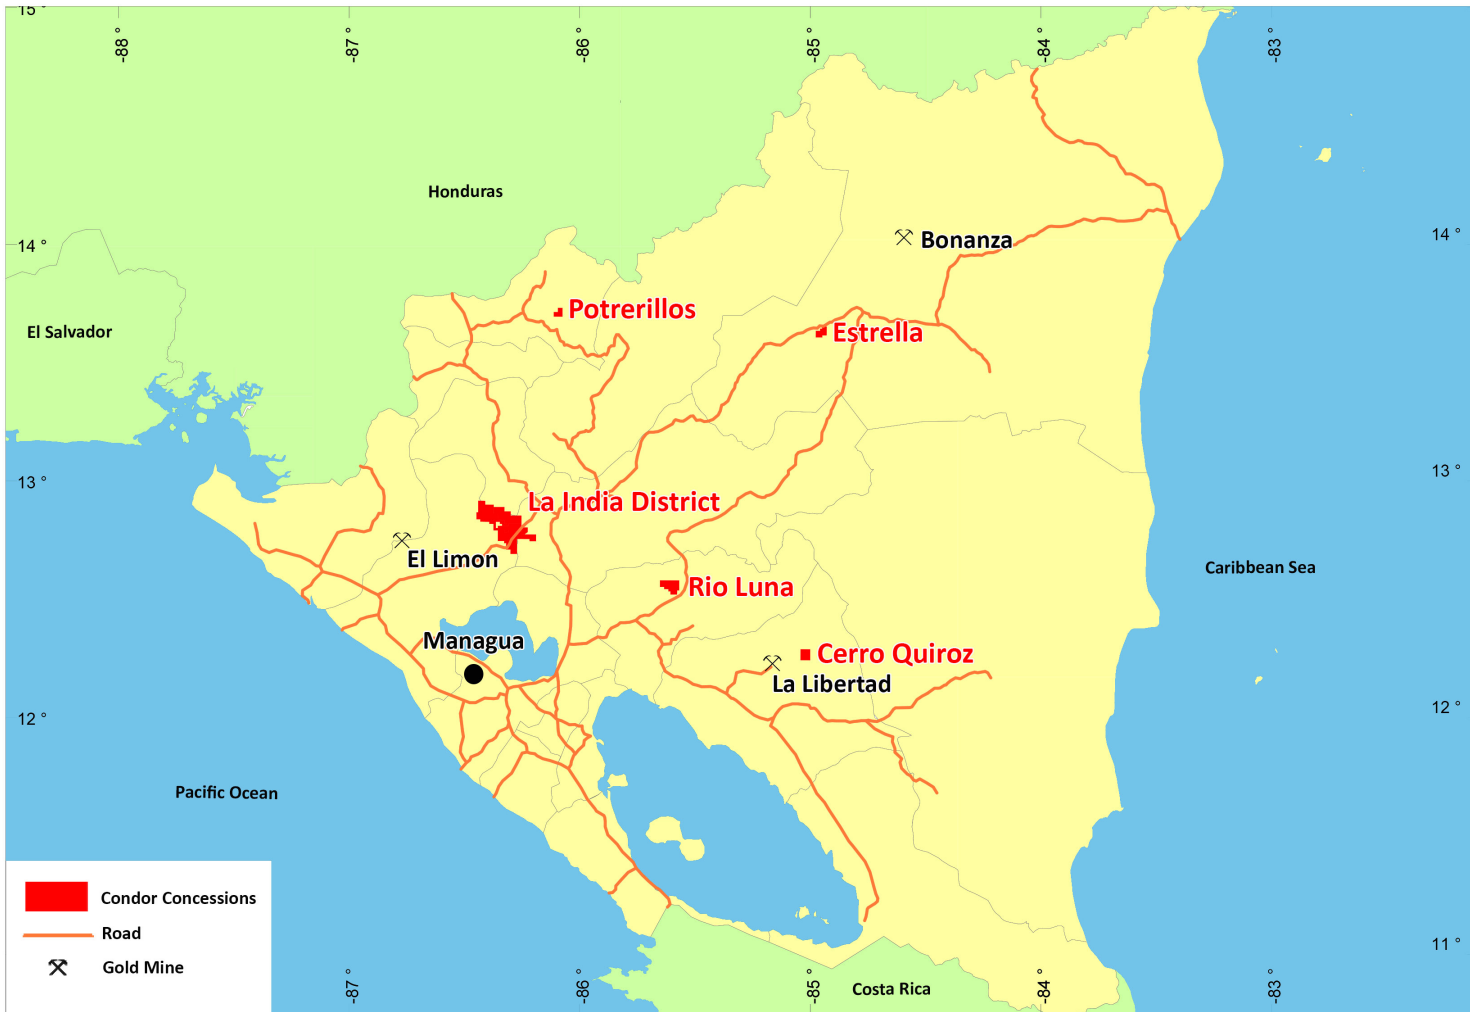 15 °
-88 °
-87 °
-86 °
-85 °
-84 °
-83 °
Honduras
14 °
Bonanza
14 °
Potrerillos
El Salvador
Estrella
13 °
13 °
La India District
El Limon
Caribbean Sea
Rio Luna
Managua
Cerro Quiroz
La Libertad
12 °
12 °
Pacific Ocean
Condor Concessions
Road
Gold Mine
11 °
-87 °
-86 °
-85 °
-84 °
-83 °
Costa Rica